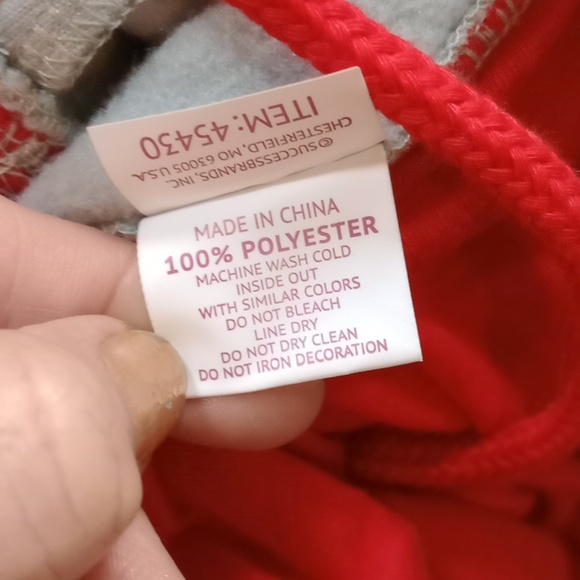 ITEM: 45430
CHESTERFIELD, MO 63005 U.S.A.
©SUCCESSBRANDS, INC.
MADE IN CHINA
100% POLYESTER
MACHINE WASH COLD
INSIDE OUT
WITH SIMILAR COLORS
DO NOT BLEACH
LINE DRY
DO NOT DRY CLEAN
DO NOT IRON DECORATION